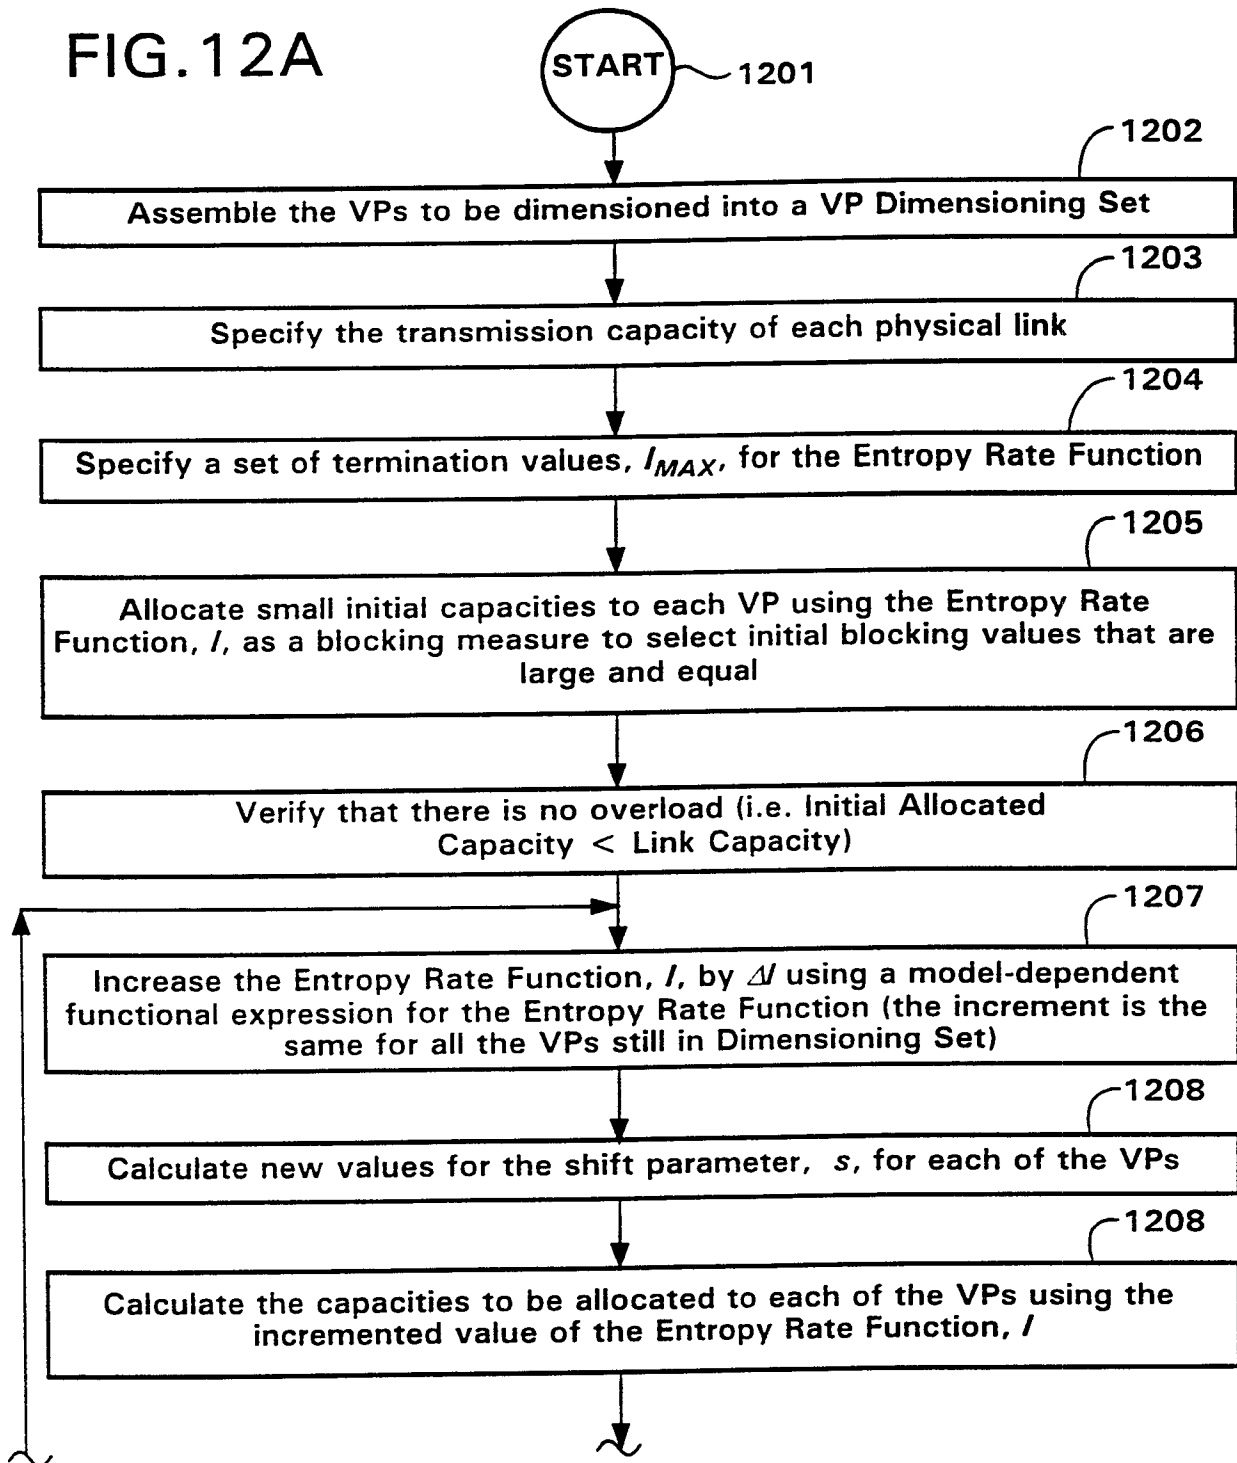 FIG.12A
START
1201
1202
Assemble the VPs to be dimensioned into a VP Dimensioning Set
1203
Specify the transmission capacity of each physical link
1204
Specify a set of termination values, I_MAX, for the Entropy Rate Function
1205
Allocate small initial capacities to each VP using the Entropy Rate
Function, I, as a blocking measure to select initial blocking values that are
large and equal
1206
Verify that there is no overload (i.e. Initial Allocated
Capacity < Link Capacity)
1207
Increase the Entropy Rate Function, I, by ΔI using a model-dependent
functional expression for the Entropy Rate Function (the increment is the
same for all the VPs still in Dimensioning Set)
1208
Calculate new values for the shift parameter, s, for each of the VPs
1208
Calculate the capacities to be allocated to each of the VPs using the
incremented value of the Entropy Rate Function, I